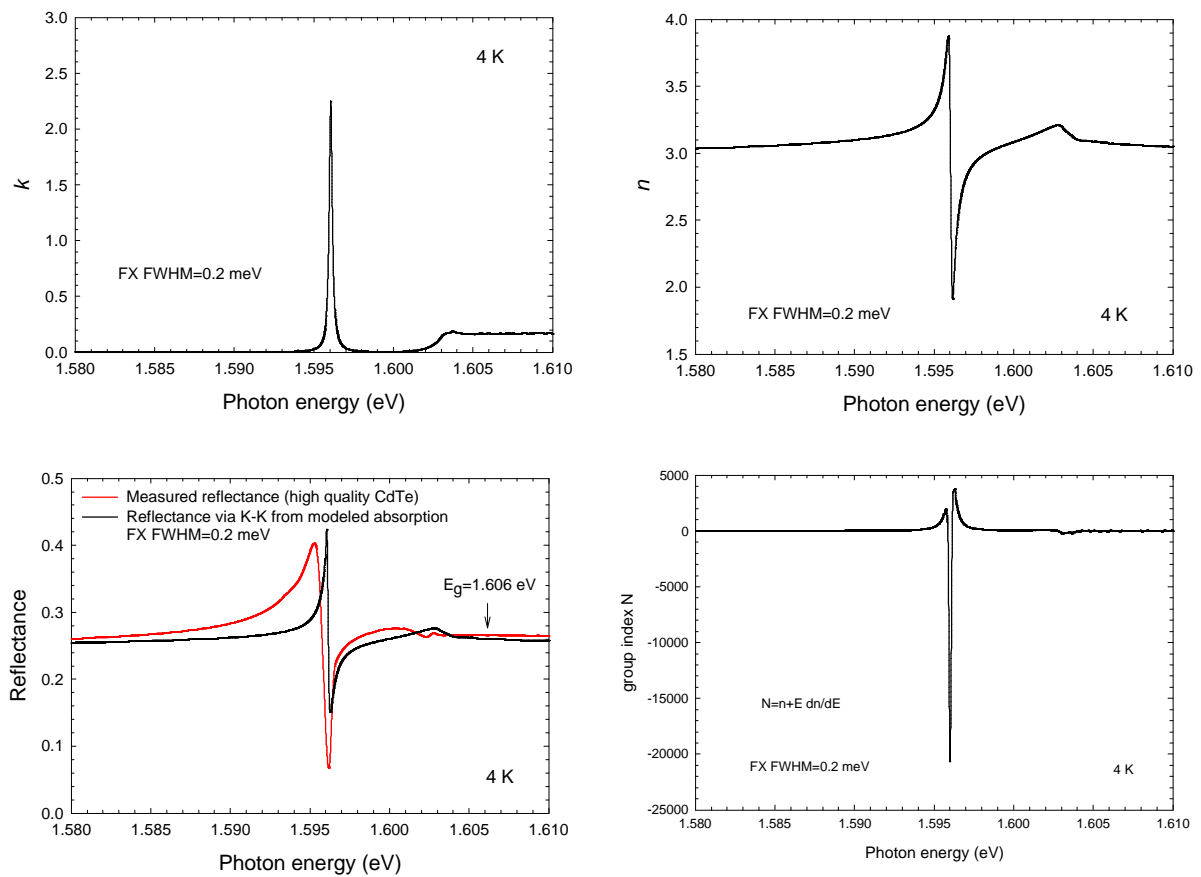 3.0
2.5
2.0
1.5
1.0
0.5
0.0
k
4 K
FX FWHM=0.2 meV
1.580 1.585 1.590 1.595 1.600 1.605 1.610
Photon energy (eV)
4.0
3.5
3.0
2.5
2.0
1.5
n
FX FWHM=0.2 meV
4 K
1.580 1.585 1.590 1.595 1.600 1.605 1.610
Photon energy (eV)
0.5
0.4
0.3
0.2
0.1
0.0
Reflectance
Measured reflectance (high quality CdTe)
Reflectance via K-K from modeled absorption
FX FWHM=0.2 meV
Eg=1.606 eV
4 K
1.580 1.585 1.590 1.595 1.600 1.605 1.610
Photon energy (eV)
5000
0
-5000
-10000
-15000
-20000
-25000
group index N
N=n+E dn/dE
FX FWHM=0.2 meV
4 K
1.580 1.585 1.590 1.595 1.600 1.605 1.610
Photon energy (eV)